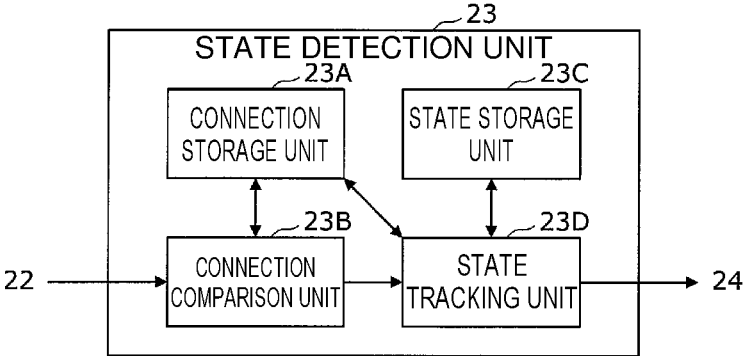 23
STATE DETECTION UNIT
23A
23C
CONNECTION
STORAGE UNIT
STATE STORAGE
UNIT
23B
23D
22
CONNECTION
COMPARISON UNIT
STATE
TRACKING UNIT
24